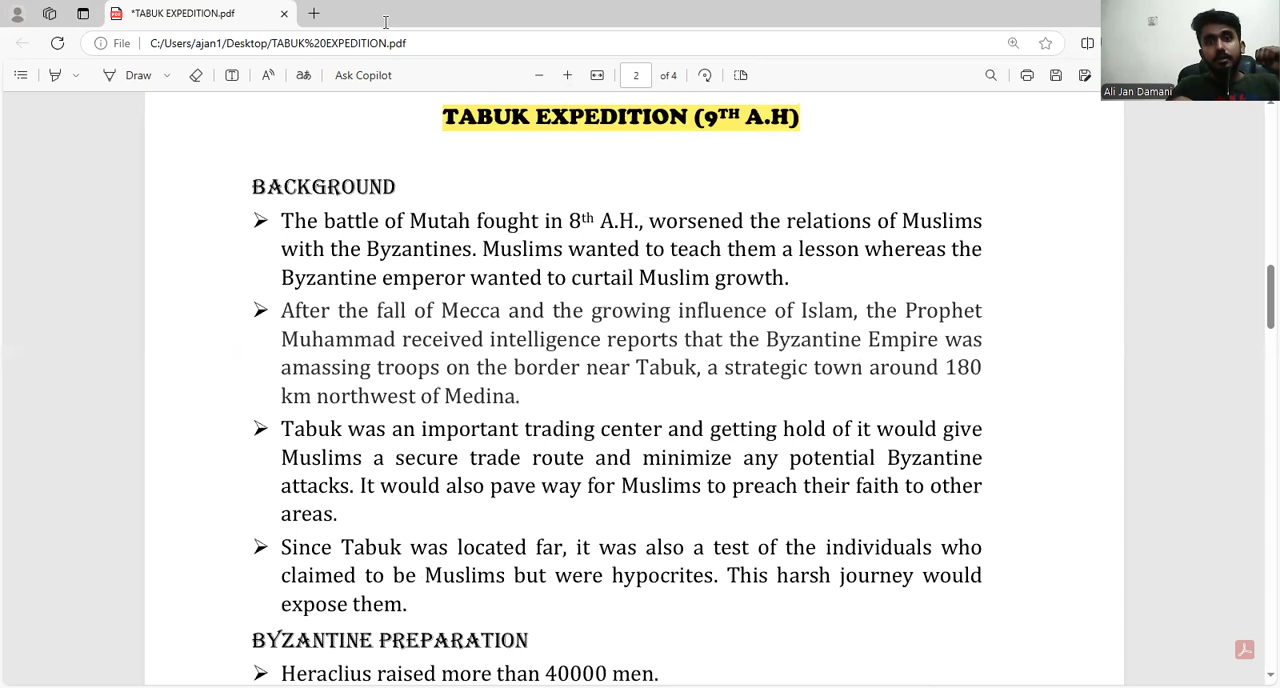 *TABUK EXPEDITION.pdf
File C:/Users/ajan1/Desktop/TABUK%20EXPEDITION.pdf
Draw aあ Ask Copilot 2 of 4
Ali Jan Damani
TABUK EXPEDITION (9TH A.H)
BACKGROUND
➢ The battle of Mutah fought in 8th A.H., worsened the relations of Muslims
with the Byzantines. Muslims wanted to teach them a lesson whereas the
Byzantine emperor wanted to curtail Muslim growth.
➢ After the fall of Mecca and the growing influence of Islam, the Prophet
Muhammad received intelligence reports that the Byzantine Empire was
amassing troops on the border near Tabuk, a strategic town around 180
km northwest of Medina.
➢ Tabuk was an important trading center and getting hold of it would give
Muslims a secure trade route and minimize any potential Byzantine
attacks. It would also pave way for Muslims to preach their faith to other
areas.
➢ Since Tabuk was located far, it was also a test of the individuals who
claimed to be Muslims but were hypocrites. This harsh journey would
expose them.
BYZANTINE PREPARATION
➢ Heraclius raised more than 40000 men.